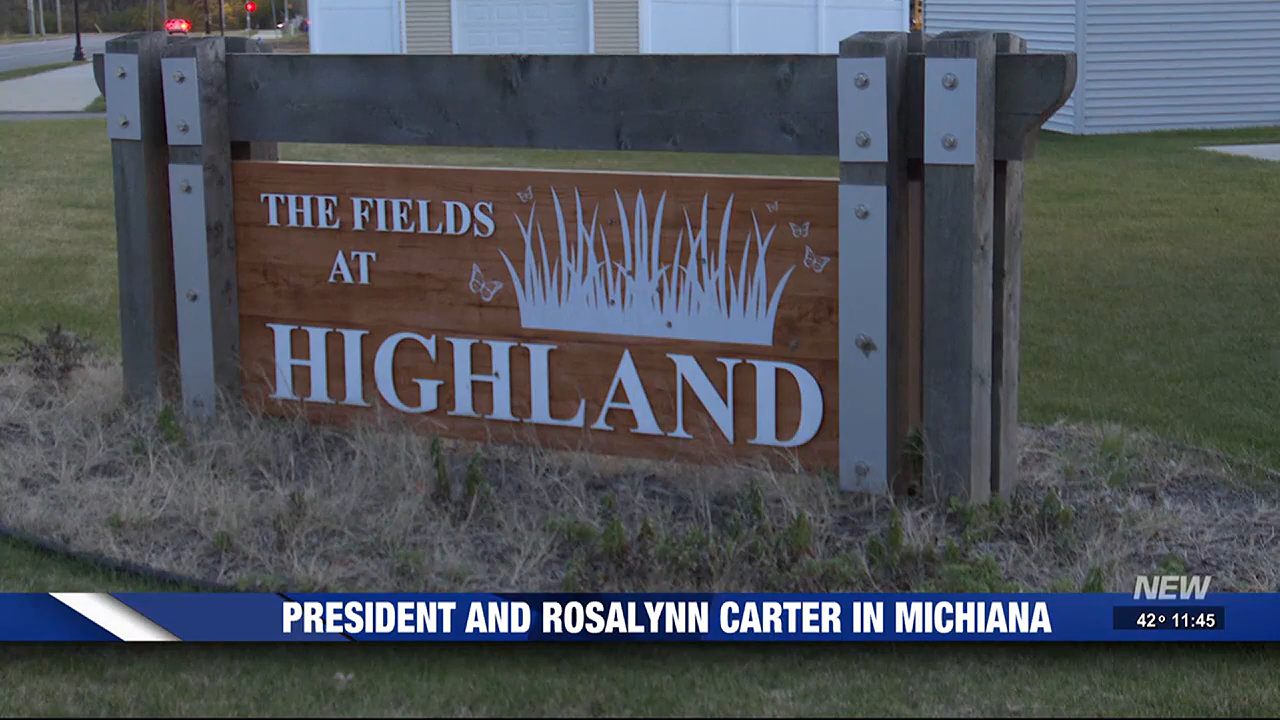 THE FIELDS
AT
HIGHLAND
NEW
PRESIDENT AND ROSALYNN CARTER IN MICHIANA
42° 11:45